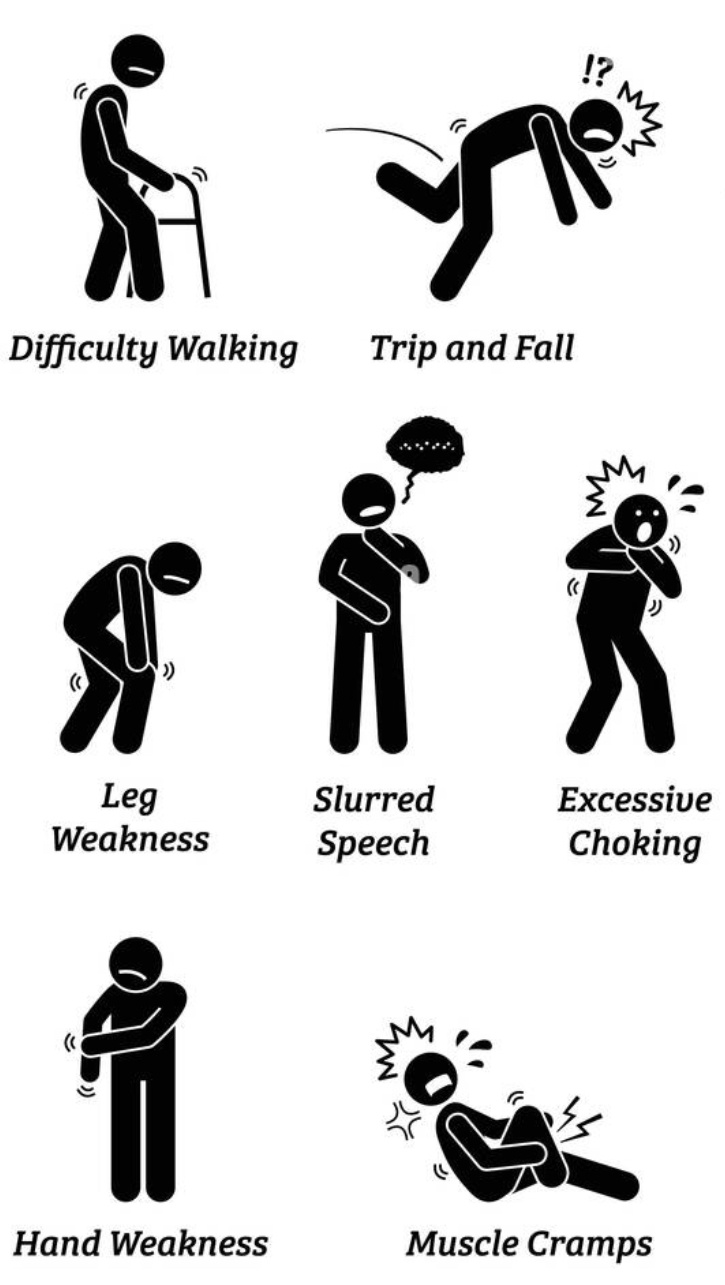 !?
Difficulty Walking
Trip and Fall
Leg
Weakness
Slurred
Speech
Excessive
Choking
Hand Weakness
Muscle Cramps